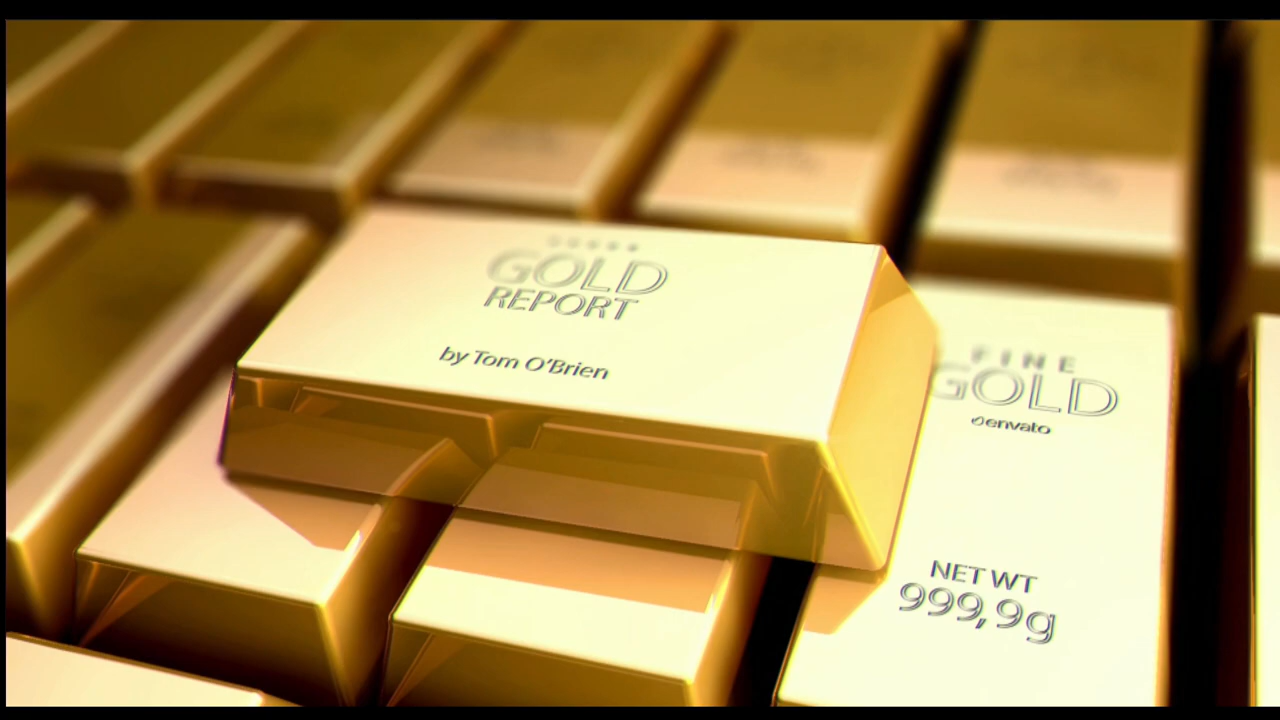 GOLD
REPORT
by Tom O'Brien
FINE
GOLD
envato
NET WT
999,9g